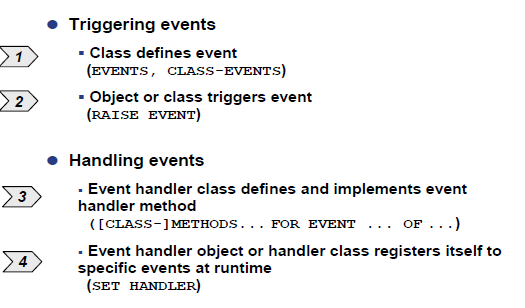 Triggering events
1
Class defines event
(EVENTS, CLASS-EVENTS)
2
Object or class triggers event
(RAISE EVENT)
Handling events
3
Event handler class defines and implements event
handler method
([CLASS-]METHODS... FOR EVENT ... OF ...)
4
Event handler object or handler class registers itself to
specific events at runtime
(SET HANDLER)